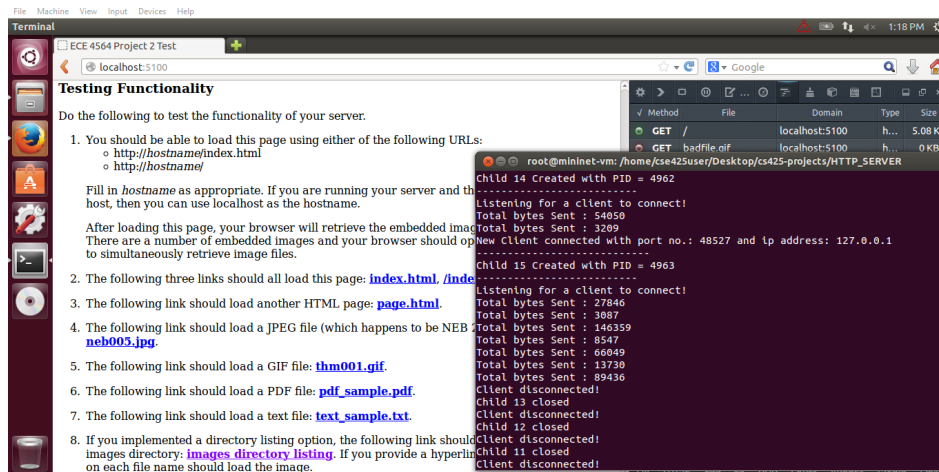 File Machine View Input Devices Help
Terminal
1:18 PM
ECE 4564 Project 2 Test
localhost:5100
Google
Testing Functionality
Do the following to test the functionality of your server.
1. You should be able to load this page using either of the following URLs:
http://hostname/index.html
http://hostname/
Fill in hostname as appropriate. If you are running your server and th
host, then you can use localhost as the hostname.
After loading this page, your browser will retrieve the embedded imag
There are a number of embedded images and your browser should op
to simultaneously retrieve image files.
2. The following three links should all load this page: index.html, /inde
3. The following link should load another HTML page: page.html.
4. The following link should load a JPEG file (which happens to be NEB 2
neb005.jpg.
5. The following link should load a GIF file: thm001.gif.
6. The following link should load a PDF file: pdf_sample.pdf.
7. The following link should load a text file: text_sample.txt.
8. If you implemented a directory listing option, the following link should
images directory: images directory listing. If you provide a hyperlin
on each file name should load the image.
√ Method File Domain Type Size
GET / localhost:5100 h... 5.08 K
GET badfile.gif localhost:5100 h... 0 KB
root@mininet-vm: /home/cse425user/Desktop/cs425-projects/HTTP_SERVER
Child 14 Created with PID = 4962
--------------------------
Listening for a client to connect!
Total bytes Sent : 54050
Total bytes Sent : 3209
New Client connected with port no.: 48527 and ip address: 127.0.0.1
----------------------------
Child 15 Created with PID = 4963
--------------------------
Listening for a client to connect!
Total bytes Sent : 27846
Total bytes Sent : 3087
Total bytes Sent : 146359
Total bytes Sent : 8547
Total bytes Sent : 66049
Total bytes Sent : 13730
Total bytes Sent : 89436
Client disconnected!
Child 13 closed
Client disconnected!
Child 12 closed
Client disconnected!
Child 11 closed
Client disconnected!